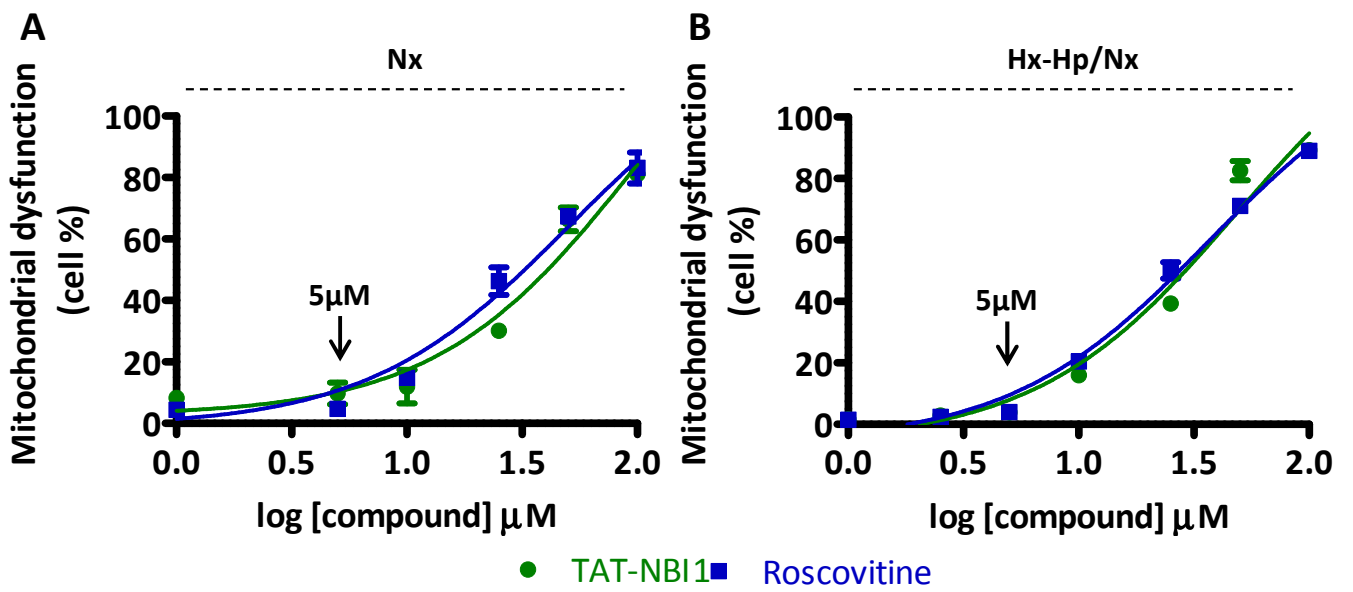 A
Nx
Mitochondrial dysfunction
(cell %)
100
80
60
40
20
0
5µM
0.0 0.5 1.0 1.5 2.0
log [compound] µM
B
Hx-Hp/Nx
Mitochondrial dysfunction
(cell %)
100
80
60
40
20
0
5µM
0.0 0.5 1.0 1.5 2.0
log [compound] µM
TAT-NBI1 Roscovitine